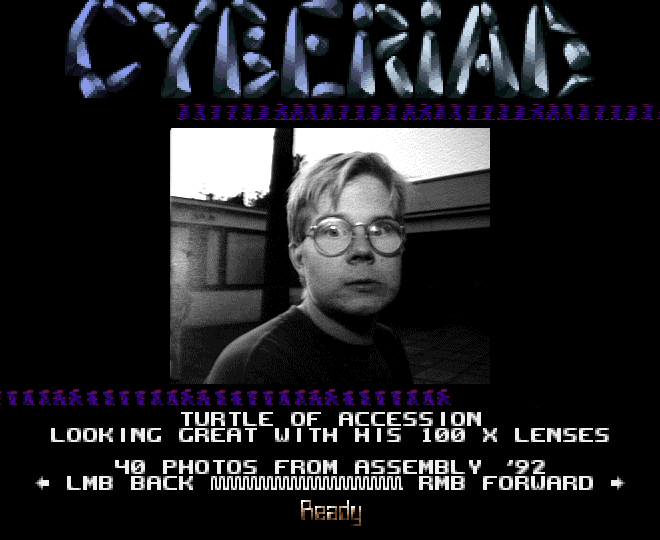 CYBERIAD
TURTLE OF ACCESSION
LOOKING GREAT WITH HIS 100 X LENSES
40 PHOTOS FROM ASSEMBLY '92
← LMB BACK RMB FORWARD →
Ready